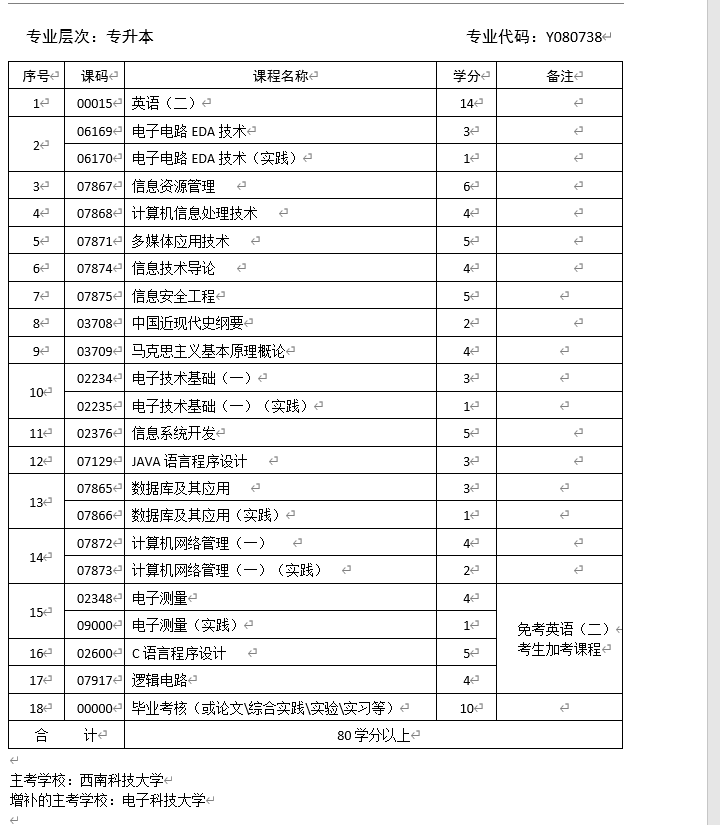 专业层次：专升本 专业代码：Y080738
序号 课码 课程名称 学分 备注
1 00015 英语（二） 14
2 06169 电子电路 EDA 技术 3
06170 电子电路 EDA 技术（实践） 1
3 07867 信息资源管理 6
4 07868 计算机信息处理技术 4
5 07871 多媒体应用技术 5
6 07874 信息技术导论 4
7 07875 信息安全工程 5
8 03708 中国近现代史纲要 2
9 03709 马克思主义基本原理概论 4
10 02234 电子技术基础（一） 3
02235 电子技术基础（一）（实践） 1
11 02376 信息系统开发 5
12 07129 JAVA 语言程序设计 3
13 07865 数据库及其应用 3
07866 数据库及其应用（实践） 1
14 07872 计算机网络管理（一） 4
07873 计算机网络管理（一）（实践） 2
15 02348 电子测量 4
09000 电子测量（实践） 1
免考英语（二）
考生加考课程
16 02600 C 语言程序设计 5
17 07917 逻辑电路 4
18 00000 毕业考核（或论文\综合实践\实验\实习等） 10
合 计 80 学分以上
主考学校：西南科技大学
增补的主考学校：电子科技大学